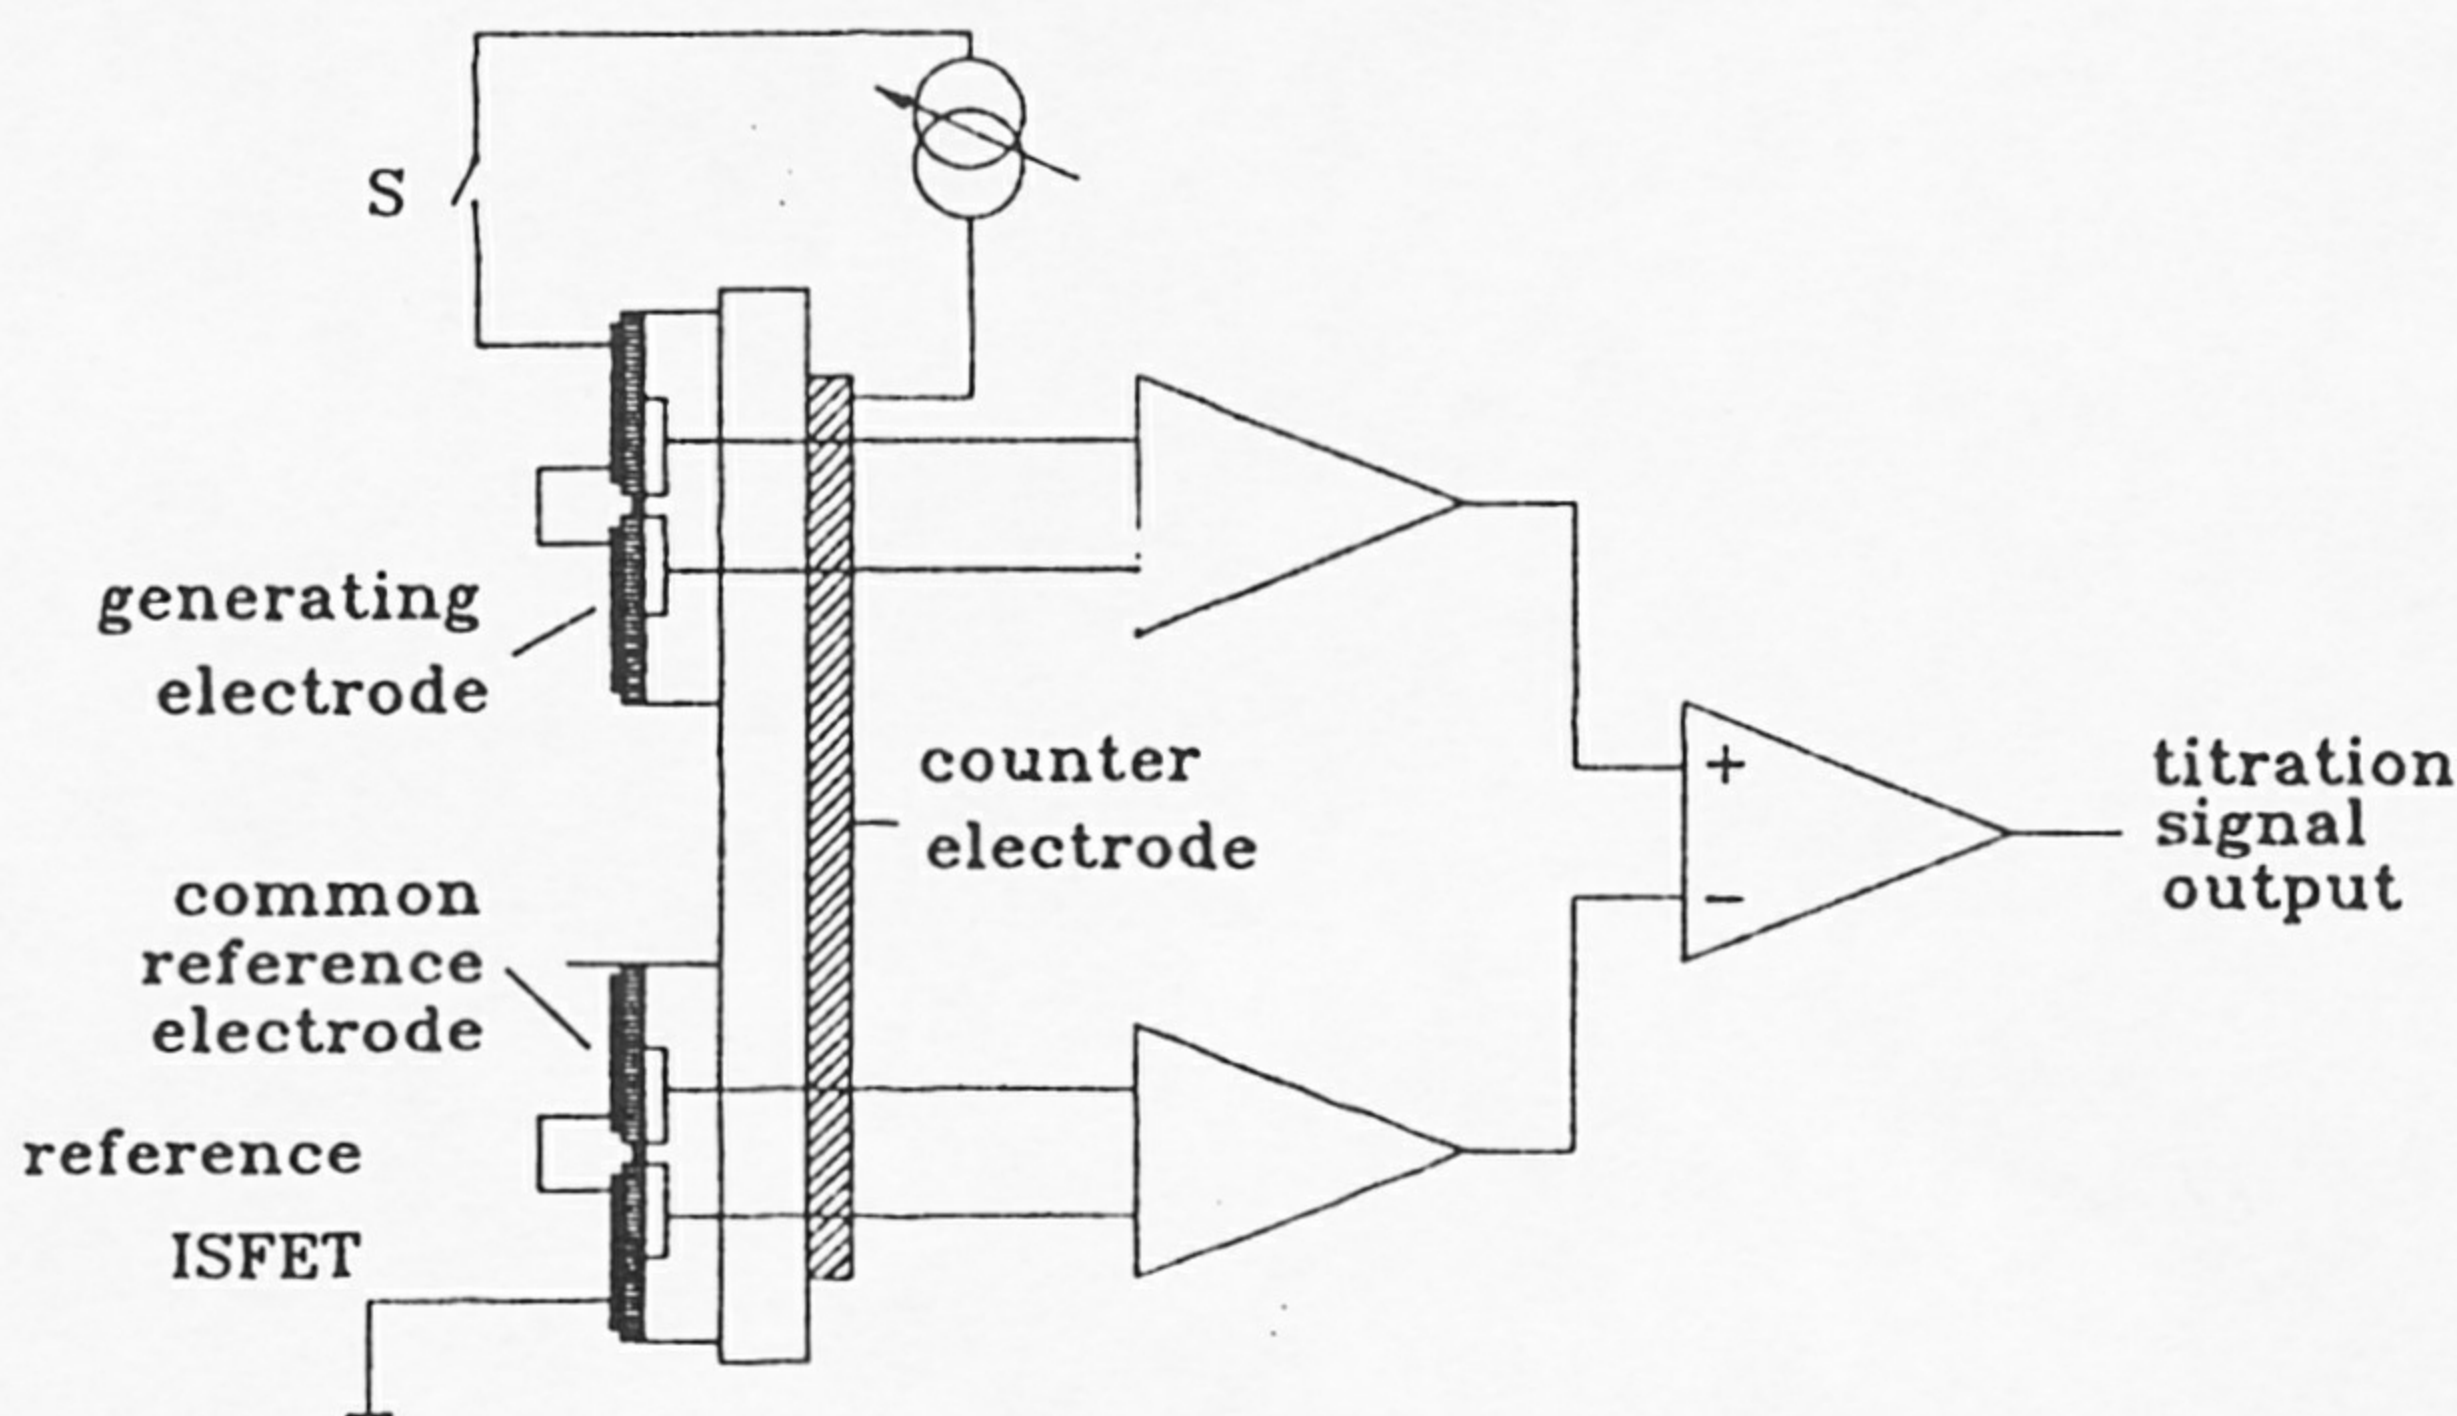 S
generating
electrode
counter
electrode
common
reference
electrode
reference
ISFET
+
−
titration
signal
output